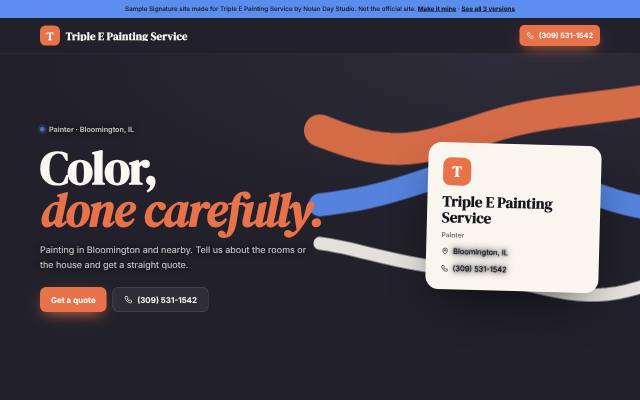 Sample Signature site made for Triple E Painting Service by Nolan Day Studio. Not the official site. Make it mine · See all 3 versions
T Triple E Painting Service
(309) 531-1542
Painter · Bloomington, IL
Color,
done carefully.
Painting in Bloomington and nearby. Tell us about the rooms or
the house and get a straight quote.
Get a quote
(309) 531-1542
T
Triple E Painting
Service
Painter
Bloomington, IL
(309) 531-1542